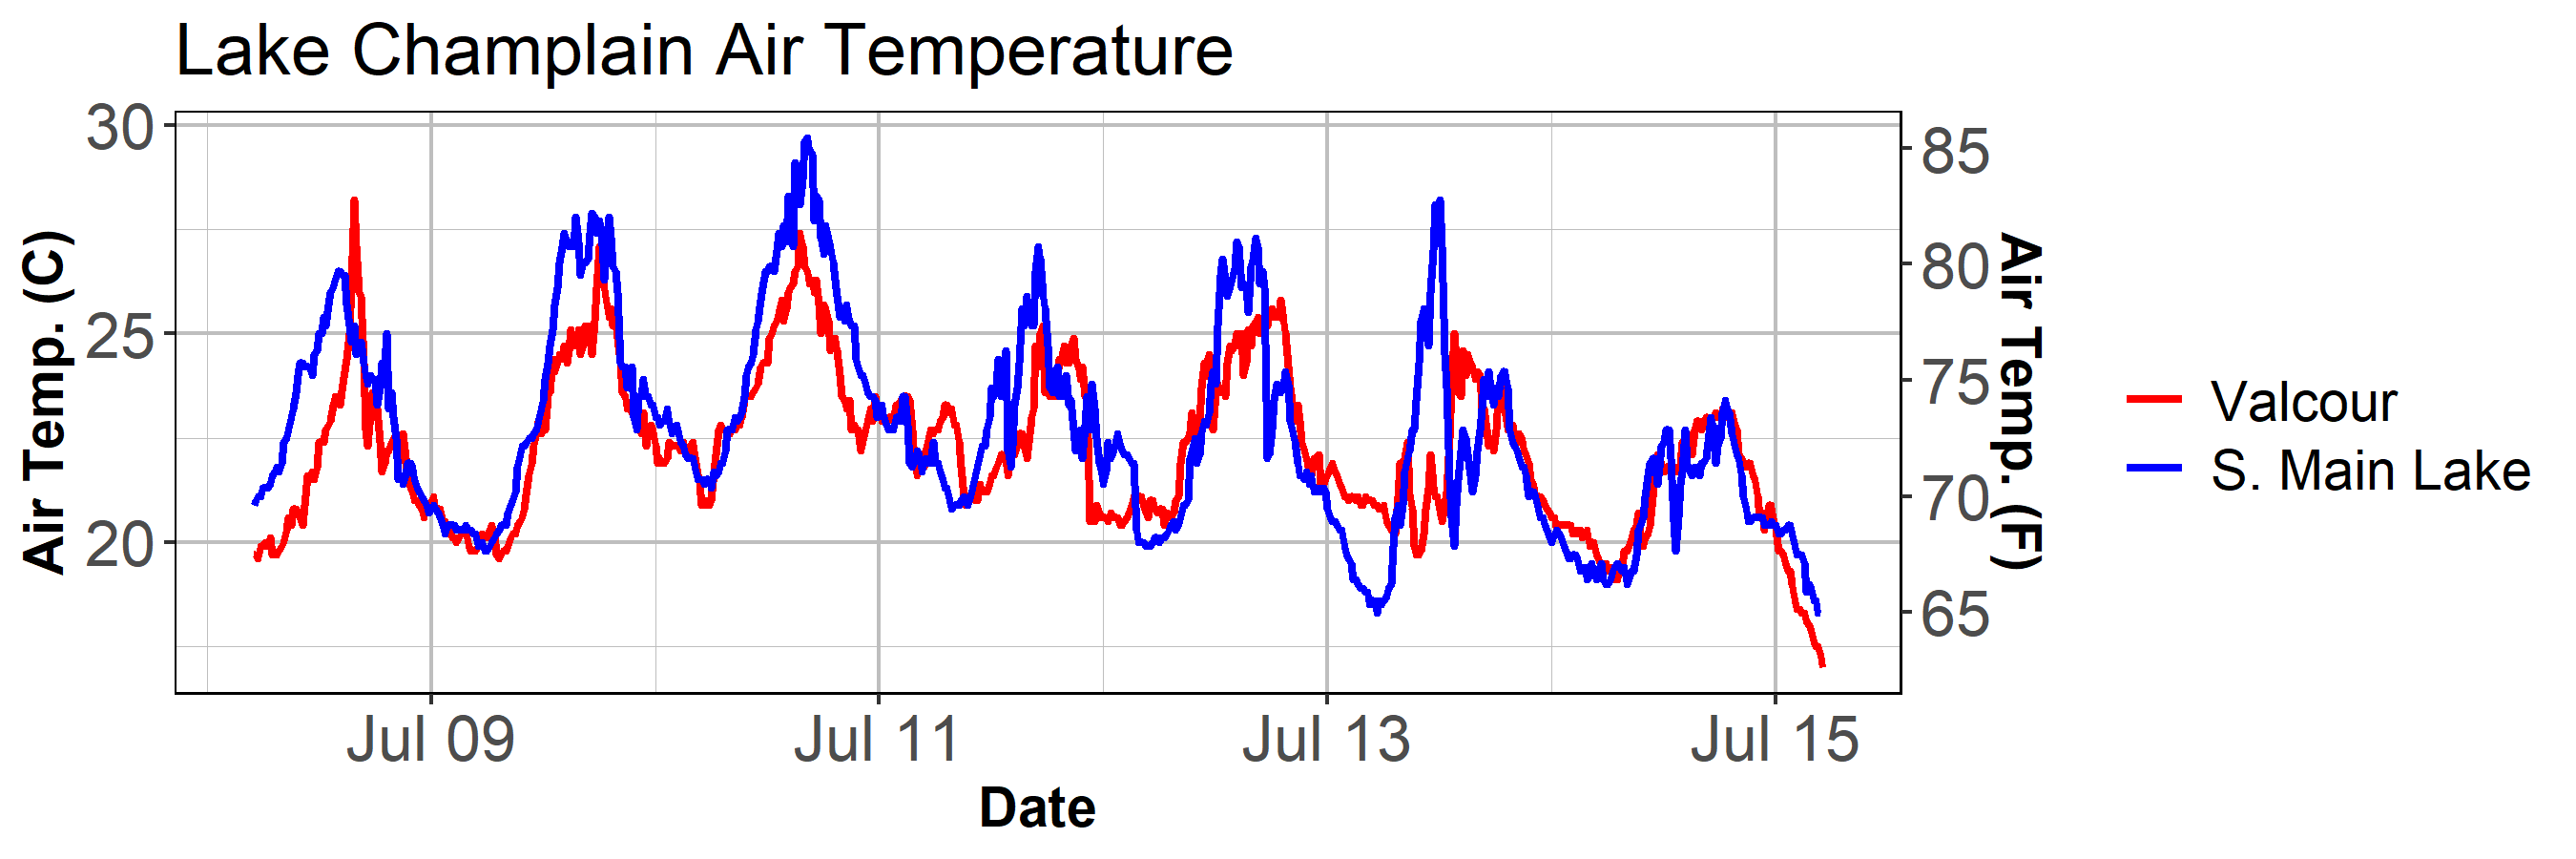 Lake Champlain Air Temperature
30
25
20
Air Temp. (C)
85
80
75
70
65
Air Temp. (F)
Valcour
S. Main Lake
Jul 09
Jul 11
Jul 13
Jul 15
Date